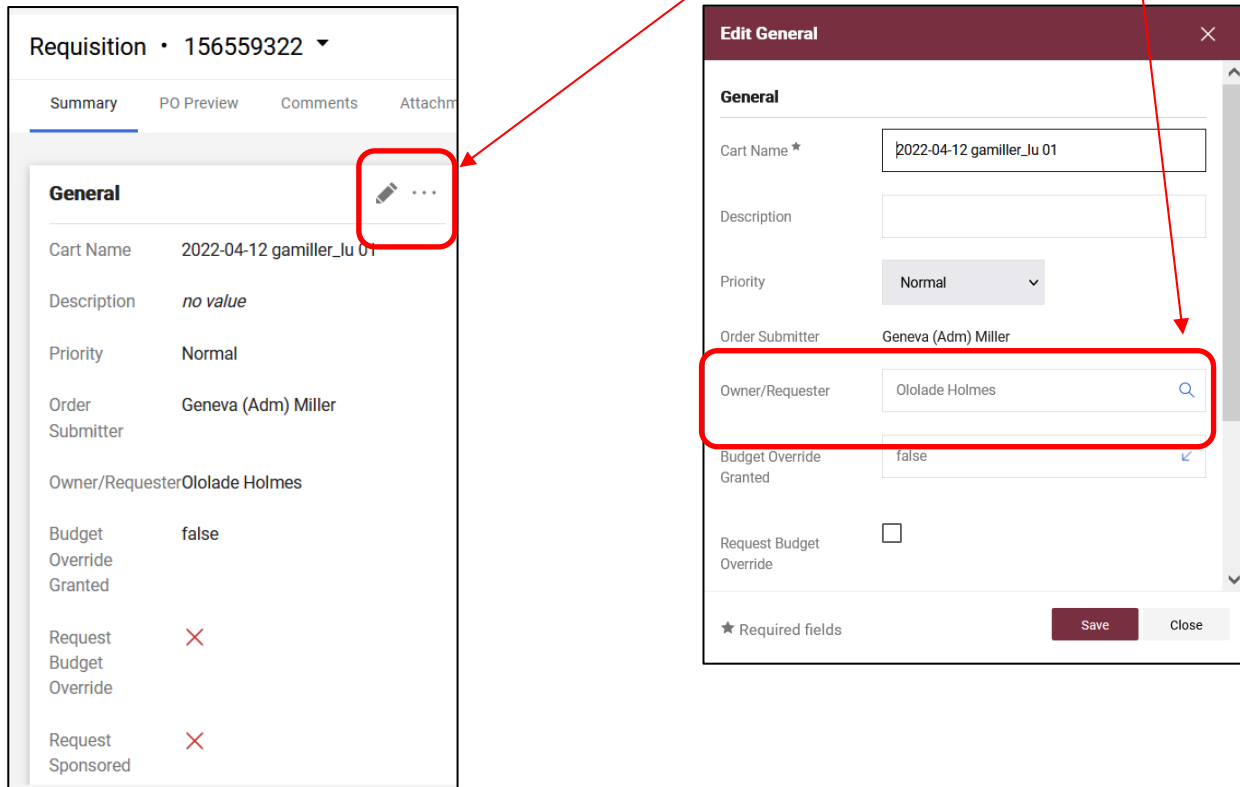 Requisition • 156559322
Summary PO Preview Comments Attachm
General
Cart Name 2022-04-12 gamiller_lu 01
Description no value
Priority Normal
Order Geneva (Adm) Miller
Submitter
Owner/Requester Ololade Holmes
Budget false
Override
Granted
Request
Budget
Override
Request
Sponsored
Edit General
General
Cart Name ★ 2022-04-12 gamiller_lu 01
Description
Priority Normal
Order Submitter Geneva (Adm) Miller
Owner/Requester Ololade Holmes
Budget Override false
Granted
Request Budget
Override
★ Required fields Save Close